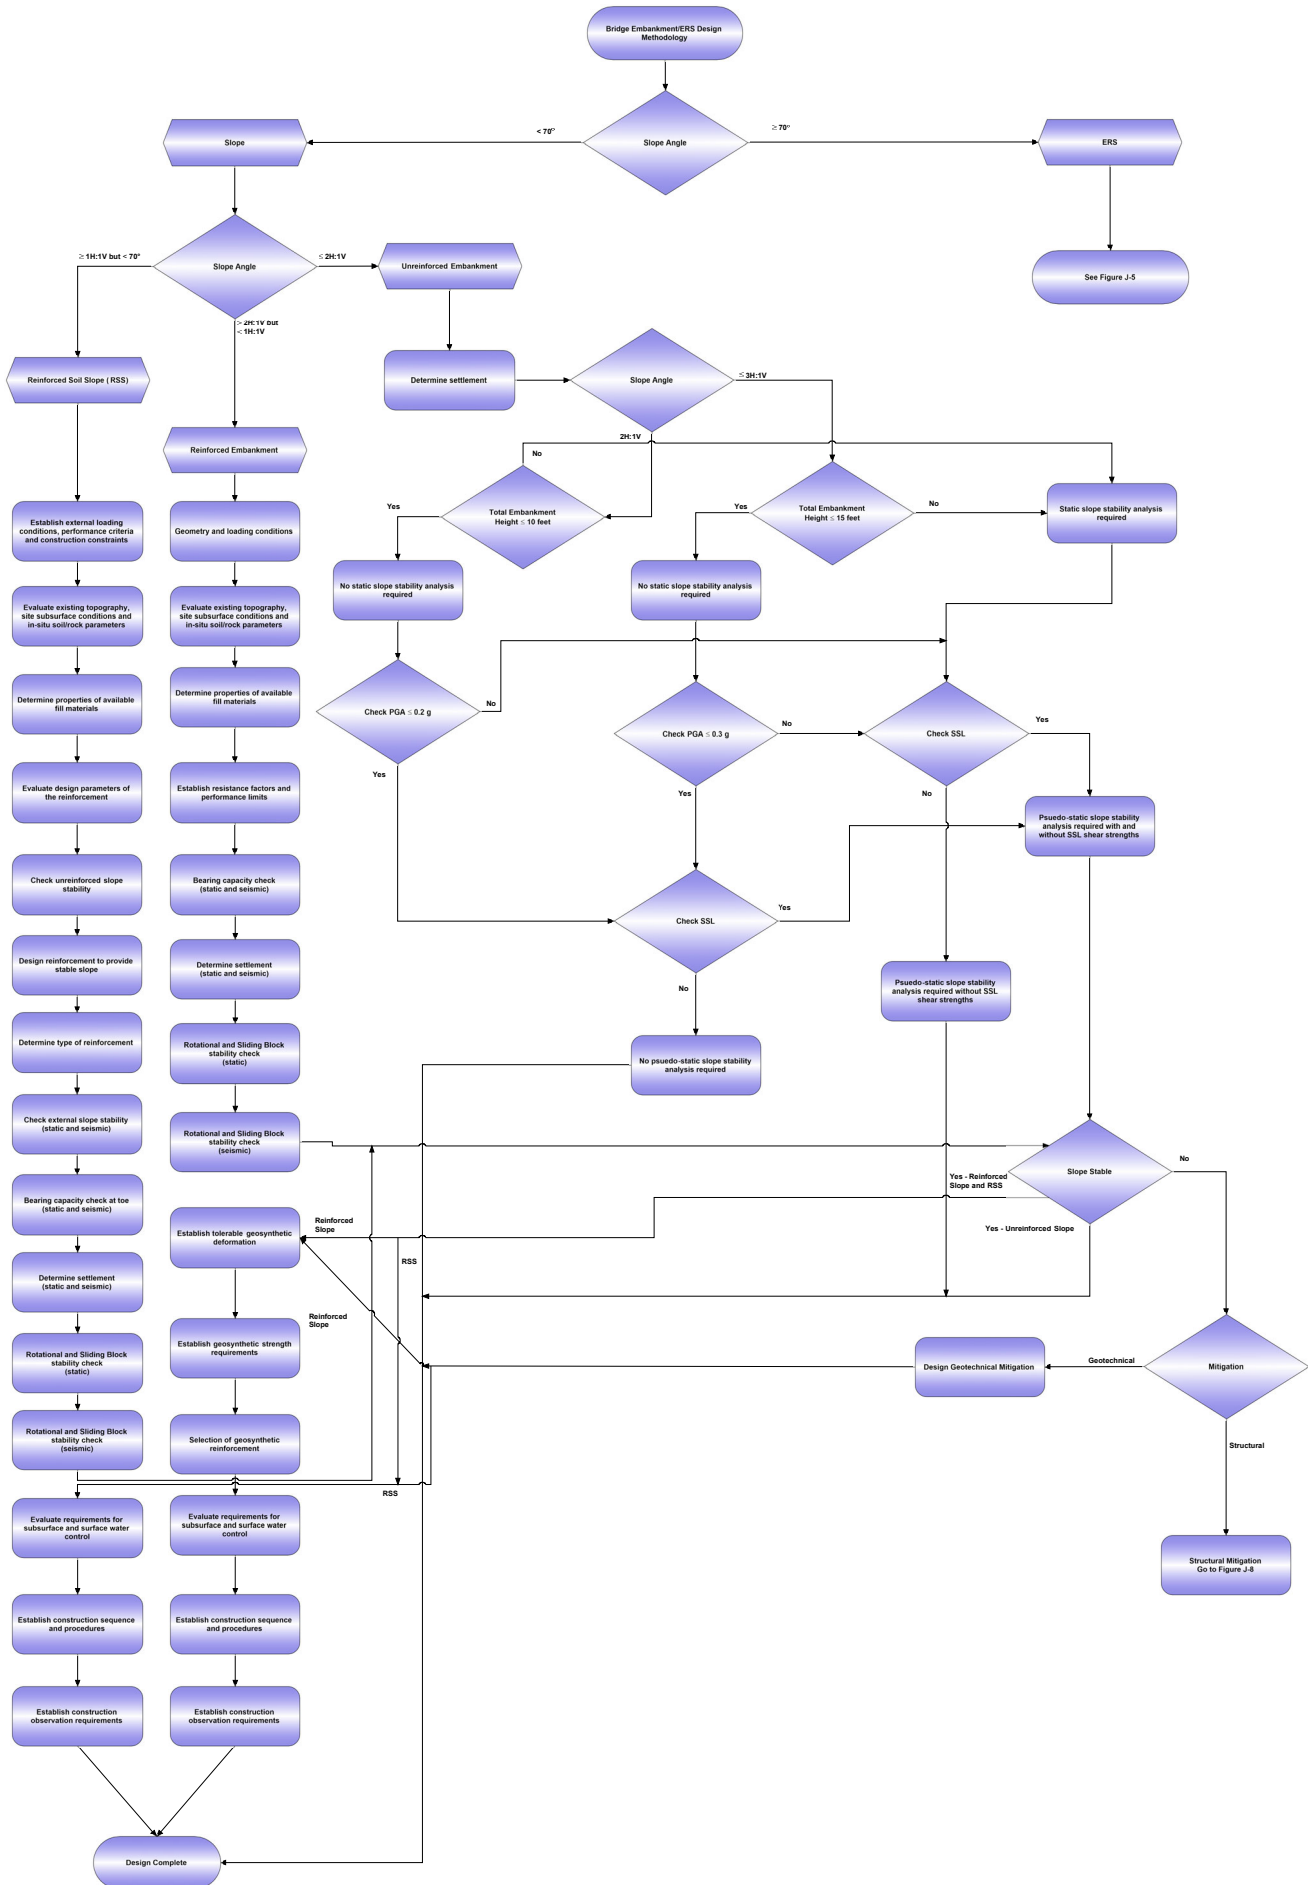 Bridge Embankment/ERS Design
Methodology
< 70°
Slope Angle
≥ 70°
Slope
ERS
≥ 1H:1V but < 70°
Slope Angle
≤ 2H:1V
Unreinforced Embankment
See Figure J-5
> 2H:1V but
< 1H:1V
Reinforced Soil Slope ( RSS)
Determine settlement
Slope Angle
≤ 3H:1V
Reinforced Embankment
2H:1V
No
Establish external loading
conditions, performance criteria
and construction constraints
Geometry and loading conditions
Yes
Total Embankment
Height ≤ 10 feet
Yes
Total Embankment
Height ≤ 15 feet
No
Static slope stability analysis
required
Evaluate existing topography,
site subsurface conditions and
in-situ soil/rock parameters
Evaluate existing topography,
site subsurface conditions and
in-situ soil/rock parameters
No static slope stability analysis
required
No static slope stability analysis
required
Determine properties of available
fill materials
Determine properties of available
fill materials
Check PGA ≤ 0.2 g
No
Check PGA ≤ 0.3 g
No
Check SSL
Yes
Yes
Yes
No
Evaluate design parameters of
the reinforcement
Establish resistance factors and
performance limits
Psuedo-static slope stability
analysis required with and
without SSL shear strengths
Check unreinforced slope
stability
Bearing capacity check
(static and seismic)
Check SSL
Yes
No
Design reinforcement to provide
stable slope
Determine settlement
(static and seismic)
Psuedo-static slope stability
analysis required without SSL
shear strengths
Determine type of reinforcement
Rotational and Sliding Block
stability check
(static)
No psuedo-static slope stability
analysis required
Check external slope stability
(static and seismic)
Rotational and Sliding Block
stability check
(seismic)
Slope Stable
No
Yes - Reinforced
Slope and RSS
Yes - Unreinforced Slope
Bearing capacity check at toe
(static and seismic)
Establish tolerable geosynthetic
deformation
Reinforced
Slope
RSS
Determine settlement
(static and seismic)
Reinforced
Slope
Rotational and Sliding Block
stability check
(static)
Establish geosynthetic strength
requirements
Design Geotechnical Mitigation
Geotechnical
Mitigation
Structural
Rotational and Sliding Block
stability check
(seismic)
Selection of geosynthetic
reinforcement
RSS
Evaluate requirements for
subsurface and surface water
control
Evaluate requirements for
subsurface and surface water
control
Structural Mitigation
Go to Figure J-8
Establish construction sequence
and procedures
Establish construction sequence
and procedures
Establish construction
observation requirements
Establish construction
observation requirements
Design Complete